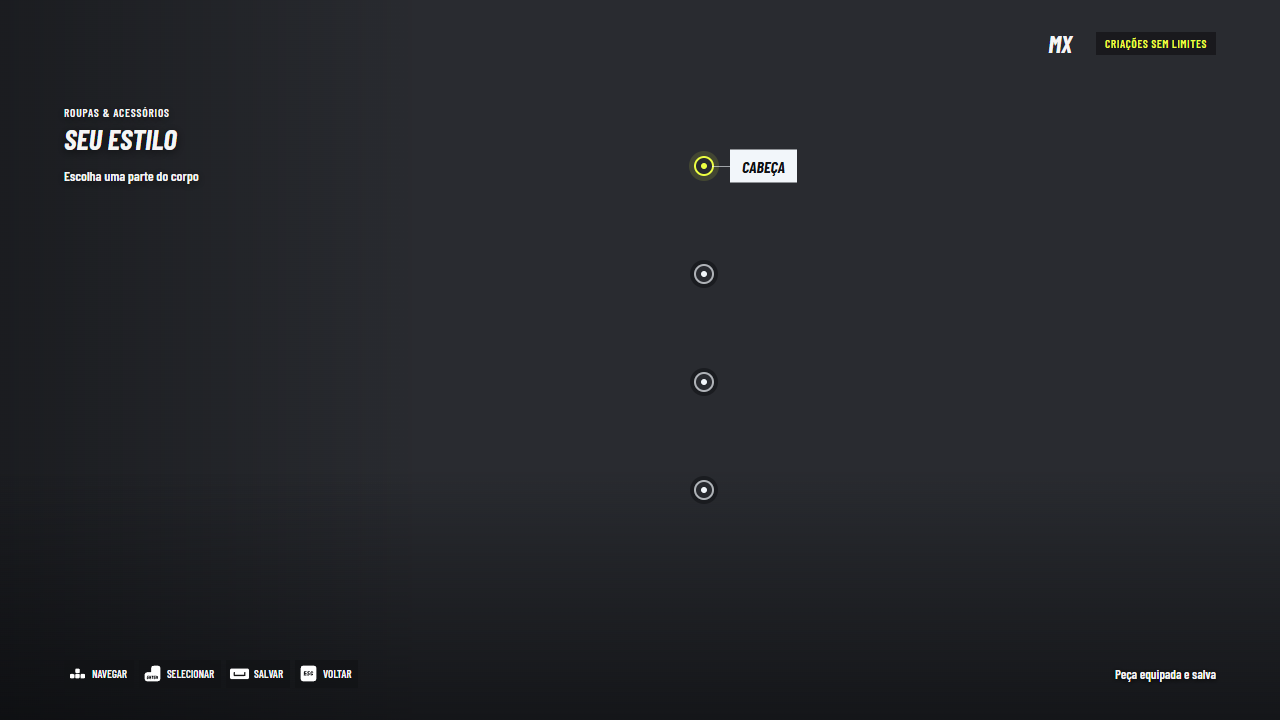 MX
CRIAÇÕES SEM LIMITES
ROUPAS & ACESSÓRIOS
SEU ESTILO
Escolha uma parte do corpo
CABEÇA
NAVEGAR
ENTER SELECIONAR
SALVAR
ESC VOLTAR
Peça equipada e salva